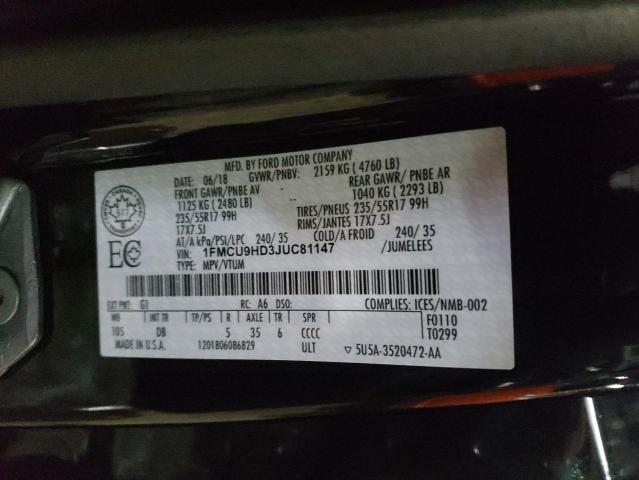 MFD. BY FORD MOTOR COMPANY
DATE: 06/18 GVWR/PNBV: 2159 KG ( 4760 LB)
FRONT GAWR/PNBE AV REAR GAWR/ PNBE AR
1125 KG ( 2480 LB) 1040 KG ( 2293 LB)
235/55R17 99H TIRES/PNEUS 235/55R17 99H
17X7.5J RIMS/JANTES 17X7.5J
AT/A kPa/PSI/LPC 240/ 35 COLD/A FROID 240/ 35
VIN: 1FMCU9HD3JUC81147 /JUMELEES
TYPE: MPV/VTUM
EC
EXT PNT: G1 RC: A6 DSO: COMPLIES: ICES/NMB-002
WB INT TR TP/PS R AXLE TR SPR F0110
105 DB 5 35 6 CCCC T0299
MADE IN U.S.A. 1201806086829 ULT ▽ 5U5A-3520472-AA